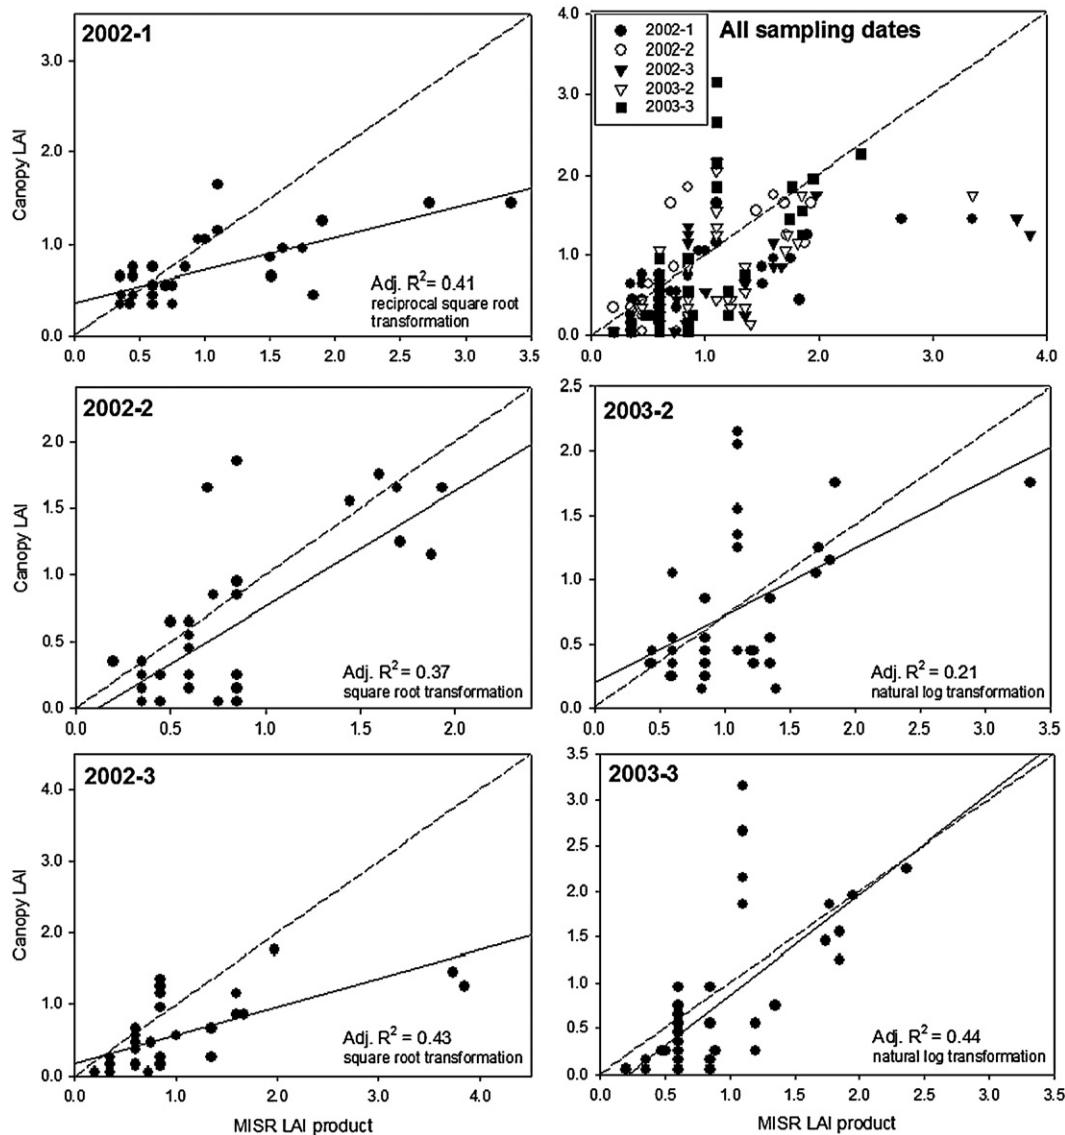 2002-1
3.0
2.0
1.0
0.0
Canopy LAI
Adj. R² = 0.41
reciprocal square root
transformation
0.0 0.5 1.0 1.5 2.0 2.5 3.0 3.5
All sampling dates
2002-1
2002-2
2002-3
2003-2
2003-3
4.0
3.0
2.0
1.0
0.0
0.0 1.0 2.0 3.0 4.0
2002-2
2.0
1.5
1.0
0.5
0.0
Canopy LAI
Adj. R² = 0.37
square root transformation
0.0 0.5 1.0 1.5 2.0
2003-2
2.5
2.0
1.5
1.0
0.5
0.0
Adj. R² = 0.21
natural log transformation
0.0 0.5 1.0 1.5 2.0 2.5 3.0 3.5
2002-3
4.0
3.0
2.0
1.0
0.0
Canopy LAI
Adj. R² = 0.43
square root transformation
0.0 1.0 2.0 3.0 4.0
MISR LAI product
2003-3
3.5
3.0
2.5
2.0
1.5
1.0
0.5
0.0
Adj. R² = 0.44
natural log transformation
0.0 0.5 1.0 1.5 2.0 2.5 3.0 3.5
MISR LAI product